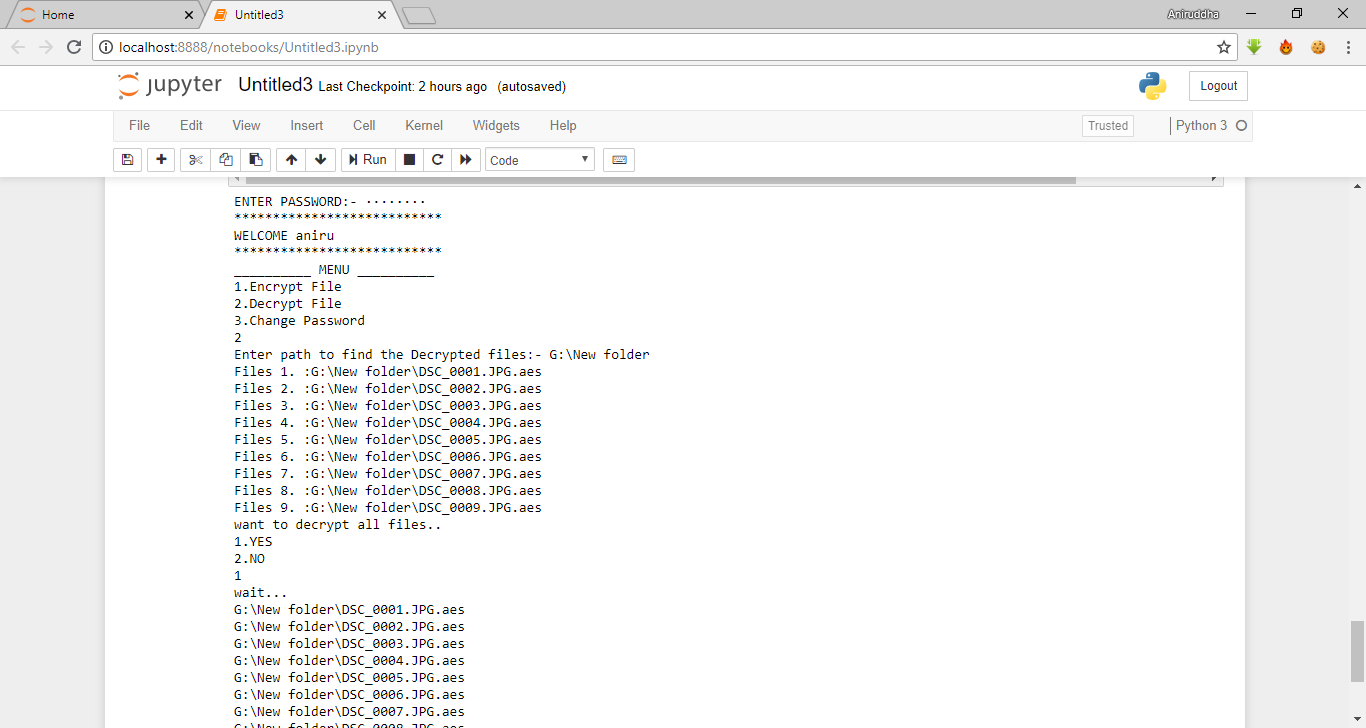 Home
Untitled3
Aniruddha
localhost:8888/notebooks/Untitled3.ipynb
jupyter Untitled3 Last Checkpoint: 2 hours ago (autosaved)
Logout
File Edit View Insert Cell Kernel Widgets Help
Trusted
Python 3
Run
Code
ENTER PASSWORD:- ········
***************************
WELCOME aniru
***************************
__________ MENU __________
1.Encrypt File
2.Decrypt File
3.Change Password
2
Enter path to find the Decrypted files:- G:\New folder
Files 1. :G:\New folder\DSC_0001.JPG.aes
Files 2. :G:\New folder\DSC_0002.JPG.aes
Files 3. :G:\New folder\DSC_0003.JPG.aes
Files 4. :G:\New folder\DSC_0004.JPG.aes
Files 5. :G:\New folder\DSC_0005.JPG.aes
Files 6. :G:\New folder\DSC_0006.JPG.aes
Files 7. :G:\New folder\DSC_0007.JPG.aes
Files 8. :G:\New folder\DSC_0008.JPG.aes
Files 9. :G:\New folder\DSC_0009.JPG.aes
want to decrypt all files..
1.YES
2.NO
1
wait...
G:\New folder\DSC_0001.JPG.aes
G:\New folder\DSC_0002.JPG.aes
G:\New folder\DSC_0003.JPG.aes
G:\New folder\DSC_0004.JPG.aes
G:\New folder\DSC_0005.JPG.aes
G:\New folder\DSC_0006.JPG.aes
G:\New folder\DSC_0007.JPG.aes
G:\New folder\DSC_0008.JPG.aes